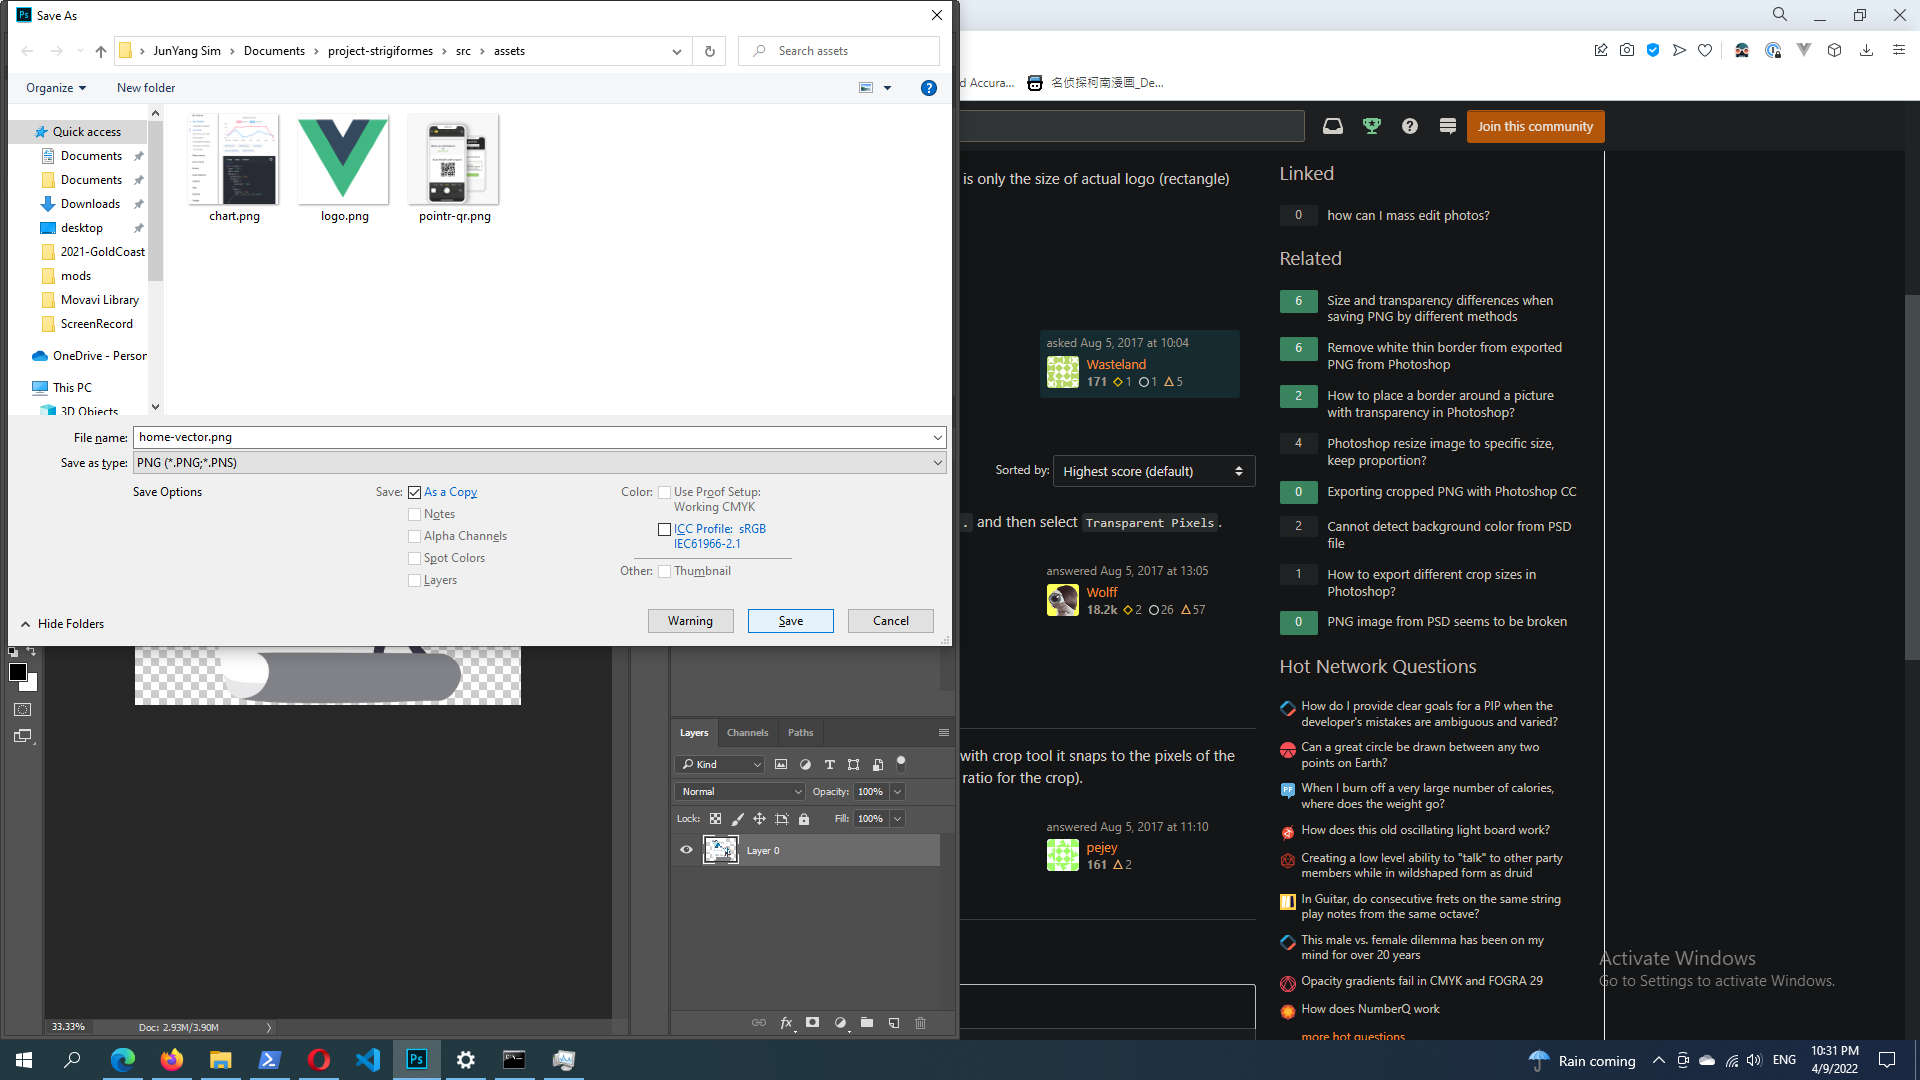 Save As
JunYang Sim
Documents
project-strigiformes
src
assets
Search assets
Organize
New folder
Quick access
Documents
Documents
Downloads
desktop
2021-GoldCoast
mods
Movavi Library
ScreenRecord
OneDrive - Person
This PC
3D Objects
chart.png
logo.png
pointr-qr.png
File name:
home-vector.png
Save as type:
PNG (*.PNG;*.PNS)
Save Options
Save:
As a Copy
Notes
Alpha Channels
Spot Colors
Layers
Color:
Use Proof Setup:
Working CMYK
ICC Profile: sRGB
IEC61966-2.1
Other:
Thumbnail
Hide Folders
Warning
Save
Cancel
Layers
Channels
Paths
Kind
Normal
Opacity:
100%
Lock:
Fill:
100%
Layer 0
fx
33.33%
Doc: 2.93M/3.90M
d Accura...
名侦探柯南漫画_De...
Join this community
is only the size of actual logo (rectangle)
asked Aug 5, 2017 at 10:04
Wasteland
171 1 1 5
Sorted by:
Highest score (default)
. and then select Transparent Pixels.
answered Aug 5, 2017 at 13:05
Wolff
18.2k 2 26 57
with crop tool it snaps to the pixels of the
ratio for the crop).
answered Aug 5, 2017 at 11:10
pejey
161 2
Linked
0
how can I mass edit photos?
Related
6
Size and transparency differences when
saving PNG by different methods
6
Remove white thin border from exported
PNG from Photoshop
2
How to place a border around a picture
with transparency in Photoshop?
4
Photoshop resize image to specific size,
keep proportion?
0
Exporting cropped PNG with Photoshop CC
2
Cannot detect background color from PSD
file
1
How to export different crop sizes in
Photoshop?
0
PNG image from PSD seems to be broken
Hot Network Questions
How do I provide clear goals for a PIP when the
developer's mistakes are ambiguous and varied?
Can a great circle be drawn between any two
points on Earth?
When I burn off a very large number of calories,
where does the weight go?
How does this old oscillating light board work?
Creating a low level ability to "talk" to other party
members while in wildshaped form as druid
In Guitar, do consecutive frets on the same string
play notes from the same octave?
This male vs. female dilemma has been on my
mind for over 20 years
Opacity gradients fail in CMYK and FOGRA 29
How does NumberQ work
more hot questions
Activate Windows
Go to Settings to activate Windows.
Ps
Rain coming
ENG
10:31 PM
4/9/2022